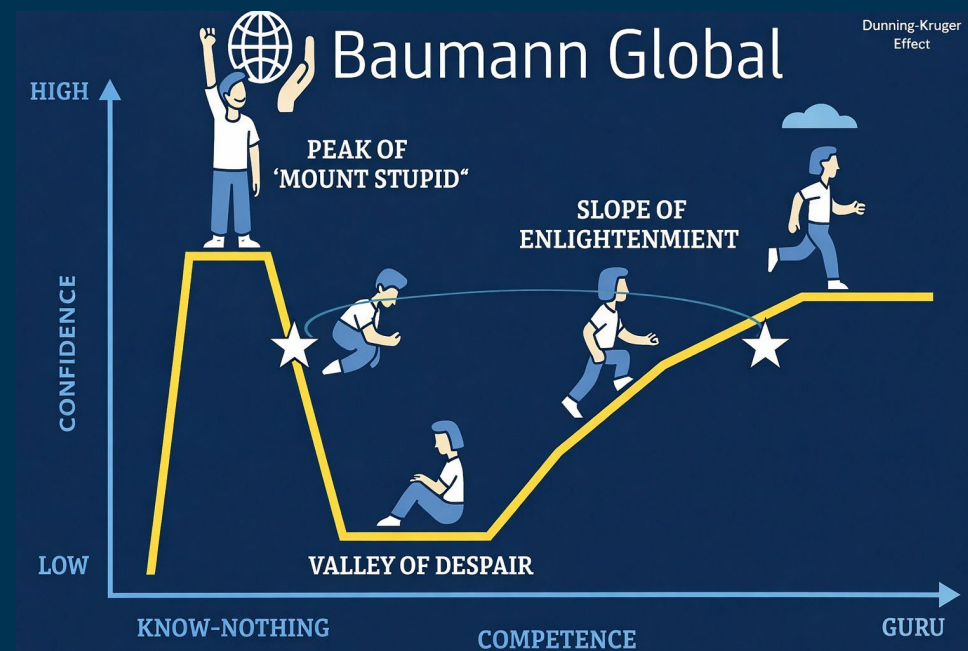 Baumann Global
Dunning-Kruger
Effect
HIGH
PEAK OF
'MOUNT STUPID“
SLOPE OF
ENLIGHTENMIENT
CONFIDENCE
LOW
VALLEY OF DESPAIR
KNOW-NOTHING
COMPETENCE
GURU